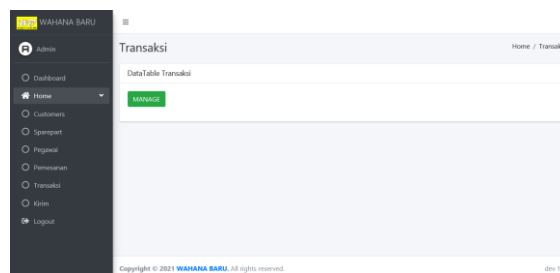 WAHANA BARU
Admin
Dashboard
Home
Customers
Sparepart
Pegawai
Pemesanan
Transaksi
Kirim
Logout
Transaksi
Home / Transak
DataTable Transaksi
MANAGE
Copyright © 2021 WAHANA BARU. All rights reserved.